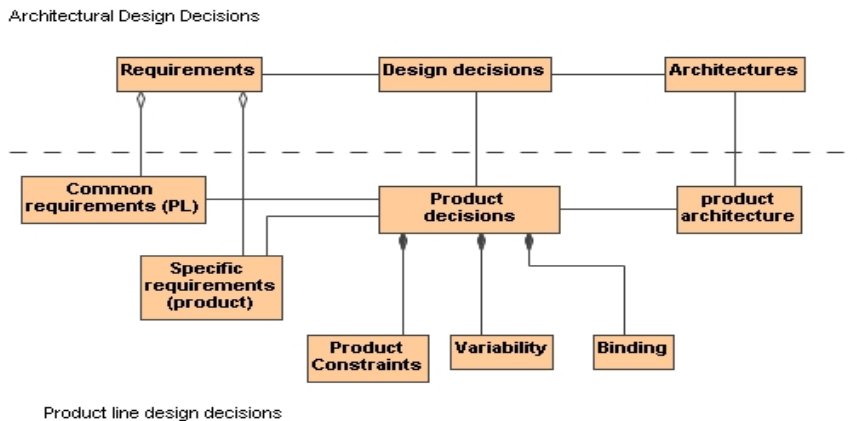 Architectural Design Decisions
Requirements
Design decisions
Architectures
Common
requirements (PL)
Product
decisions
product
architecture
Specific
requirements
(product)
Product
Constraints
Variability
Binding
Product line design decisions